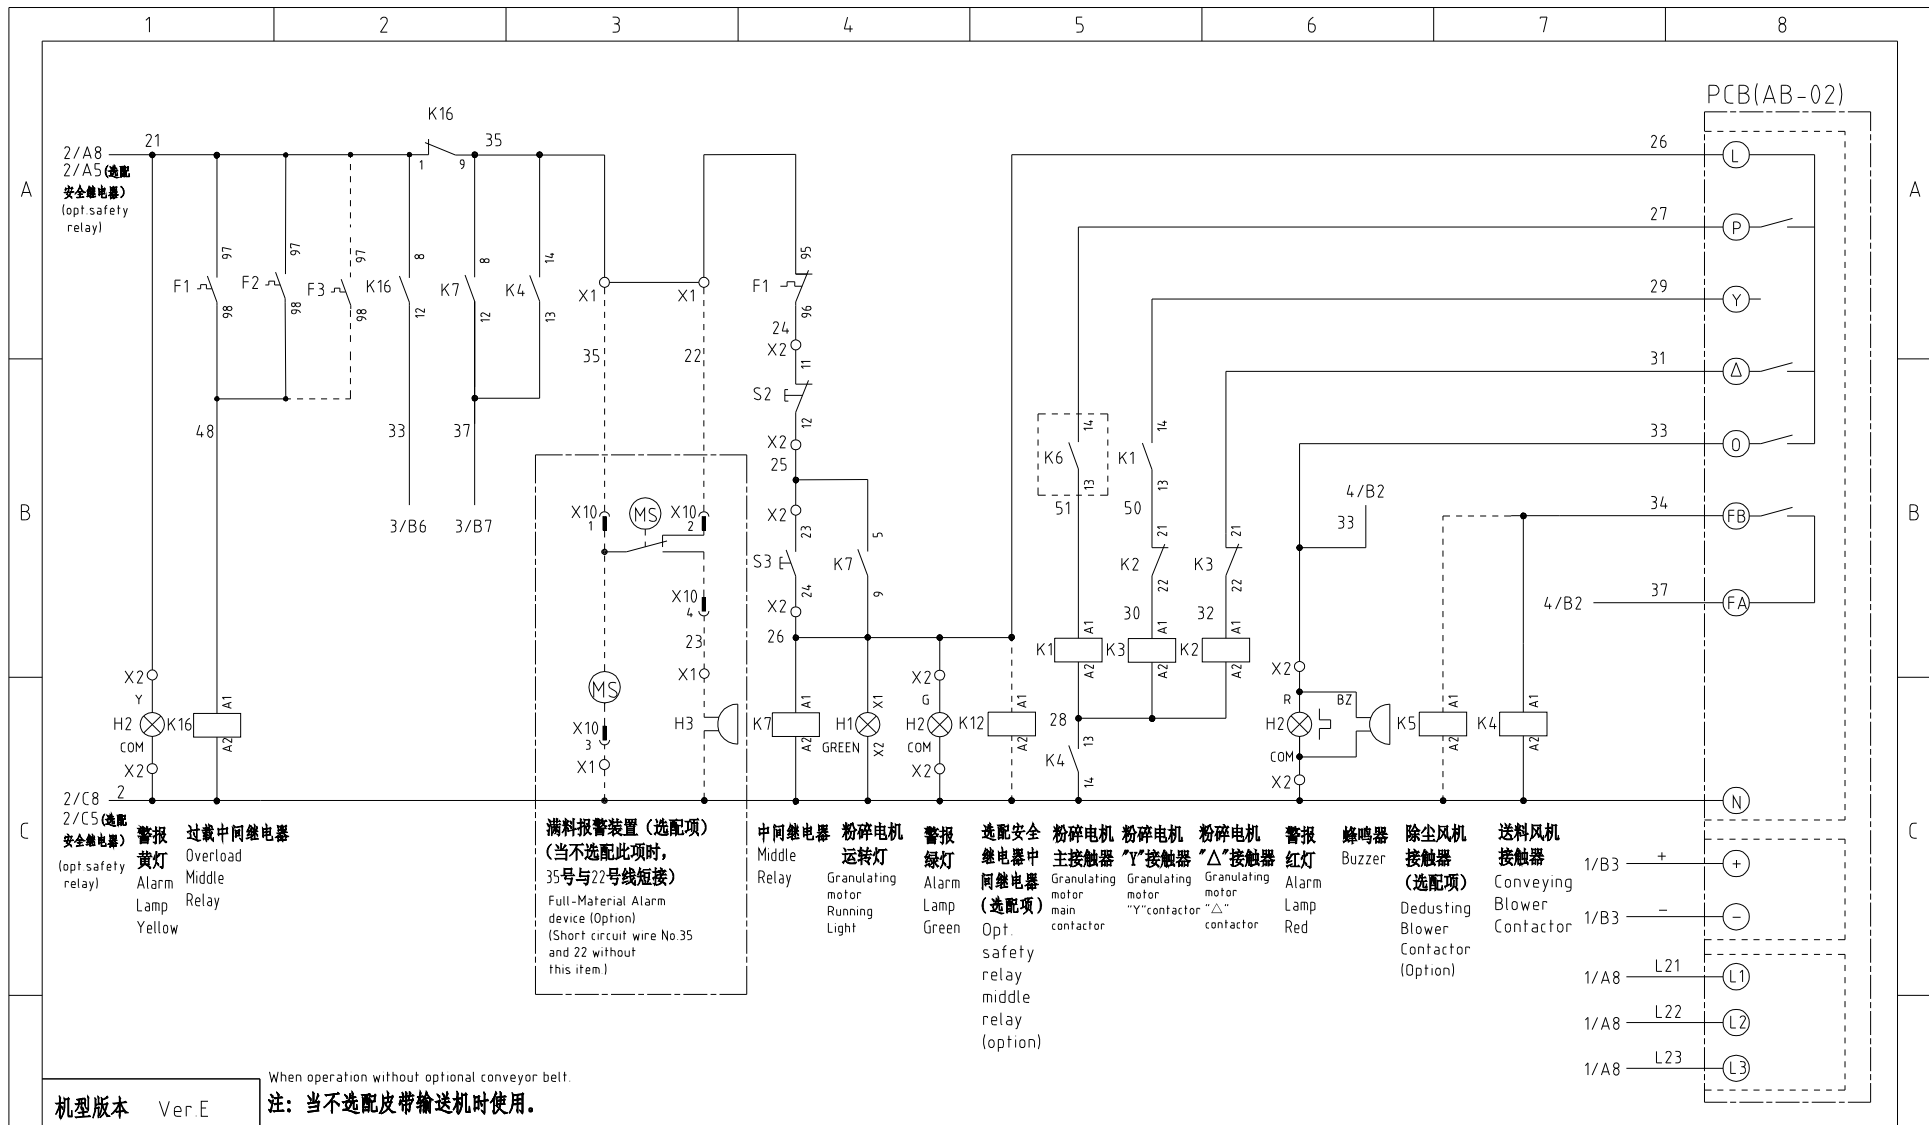 1 2 3 4 5 6 7 8
PCB(AB-02)
K16
21 35 26 L
2/A8 1 9
2/A5(选配
安全继电器)
(opt.safety
relay)
A A
27 P
97 97 97 8 8 14 95
F1 F2 F3 K16 K7 K4 X1 X1 F1
98 98 98 12 12 13 96
29 Y
24
X2
35 22
11
31 Δ
S2
12
48 33 37
X2
25
14 14
K6 K1
13 13
33 O
51 50
4/B2
33
B B
3/B6 3/B7
X10 MS X10
1 2
X2
23 5
S3 K7
24 9
X2
26
34 FB
21 21
K2 K3
22 22
30 32
4/B2 37 FA
X10
4
23
X1
A1 A1 A1
K1 K3 K2
A2 A2 A2
X2
Y
H2
COM
X2
A1
K16
A2
MS
X10
3
X1
H3
A1
K7
A2
X1
H1
GREEN
X2
X2
G
H2
COM
X2
A1
K12
A2
28
13
K4
14
X2
R BZ
H2
COM
X2
A1
K5
A2
A1
K4
A2
2/C8 2 N
2/C5(选配
安全继电器)
(opt.safety
relay)
C C
警报
黄灯
Alarm
Lamp
Yellow
过载中间继电器
Overload
Middle
Relay
满料报警装置（选配项）
（当不选配此项时，
35号与22号线短接）
Full-Material Alarm
device (Option)
(Short circuit wire No.35
and 22 without
this item.)
中间继电器
Middle
Relay
粉碎电机
运转灯
Granulating
motor
Running
Light
警报
绿灯
Alarm
Lamp
Green
选配安全
继电器中
间继电器
（选配项）
Opt.
safety
relay
middle
relay
(option)
粉碎电机
主接触器
Granulating
motor
main
contactor
粉碎电机
"Y"接触器
Granulating
motor
"Y"contactor
粉碎电机
"△"接触器
Granulating
motor
"△"
contactor
警报
红灯
Alarm
Lamp
Red
蜂鸣器
Buzzer
除尘风机
接触器
（选配项）
Dedusting
Blower
Contactor
(Option)
送料风机
接触器
Conveying
Blower
Contactor
1/B3 + +
1/B3 - -
1/A8 L21 L1
1/A8 L22 L2
1/A8 L23 L3
When operation without optional conveyor belt.
机型版本 Ver.E
注：当不选配皮带输送机时使用。